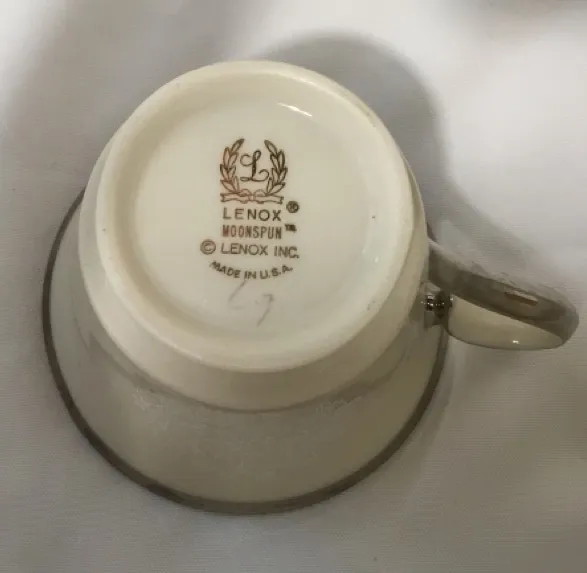 L
LENOX®
MOONSPUN™
© LENOX INC.
MADE IN U.S.A.